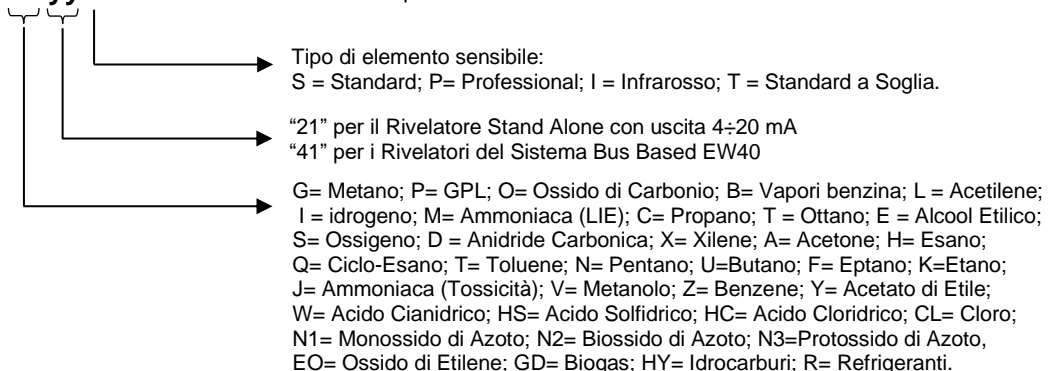 Tipo di elemento sensibile:
S = Standard; P= Professional; I = Infrarosso; T = Standard a Soglia.
“21” per il Rivelatore Stand Alone con uscita 4÷20 mA
“41” per i Rivelatori del Sistema Bus Based EW40
G= Metano; P= GPL; O= Ossido di Carbonio; B= Vapori benzina; L = Acetilene;
I = idrogeno; M= Ammoniaca (LIE); C= Propano; T = Ottano; E = Alcool Etilico;
S= Ossigeno; D = Anidride Carbonica; X= Xilene; A= Acetone; H= Esano;
Q= Ciclo-Esano; T= Toluene; N= Pentano; U=Butano; F= Eptano; K=Etano;
J= Ammoniaca (Tossicità); V= Metanolo; Z= Benzene; Y= Acetato di Etile;
W= Acido Cianidrico; HS= Acido Solfidrico; HC= Acido Cloridrico; CL= Cloro;
N1= Monossido di Azoto; N2= Biossido di Azoto; N3=Protossido di Azoto,
EO= Ossido di Etilene; GD= Biogas; HY= Idrocarburi; R= Refrigeranti.